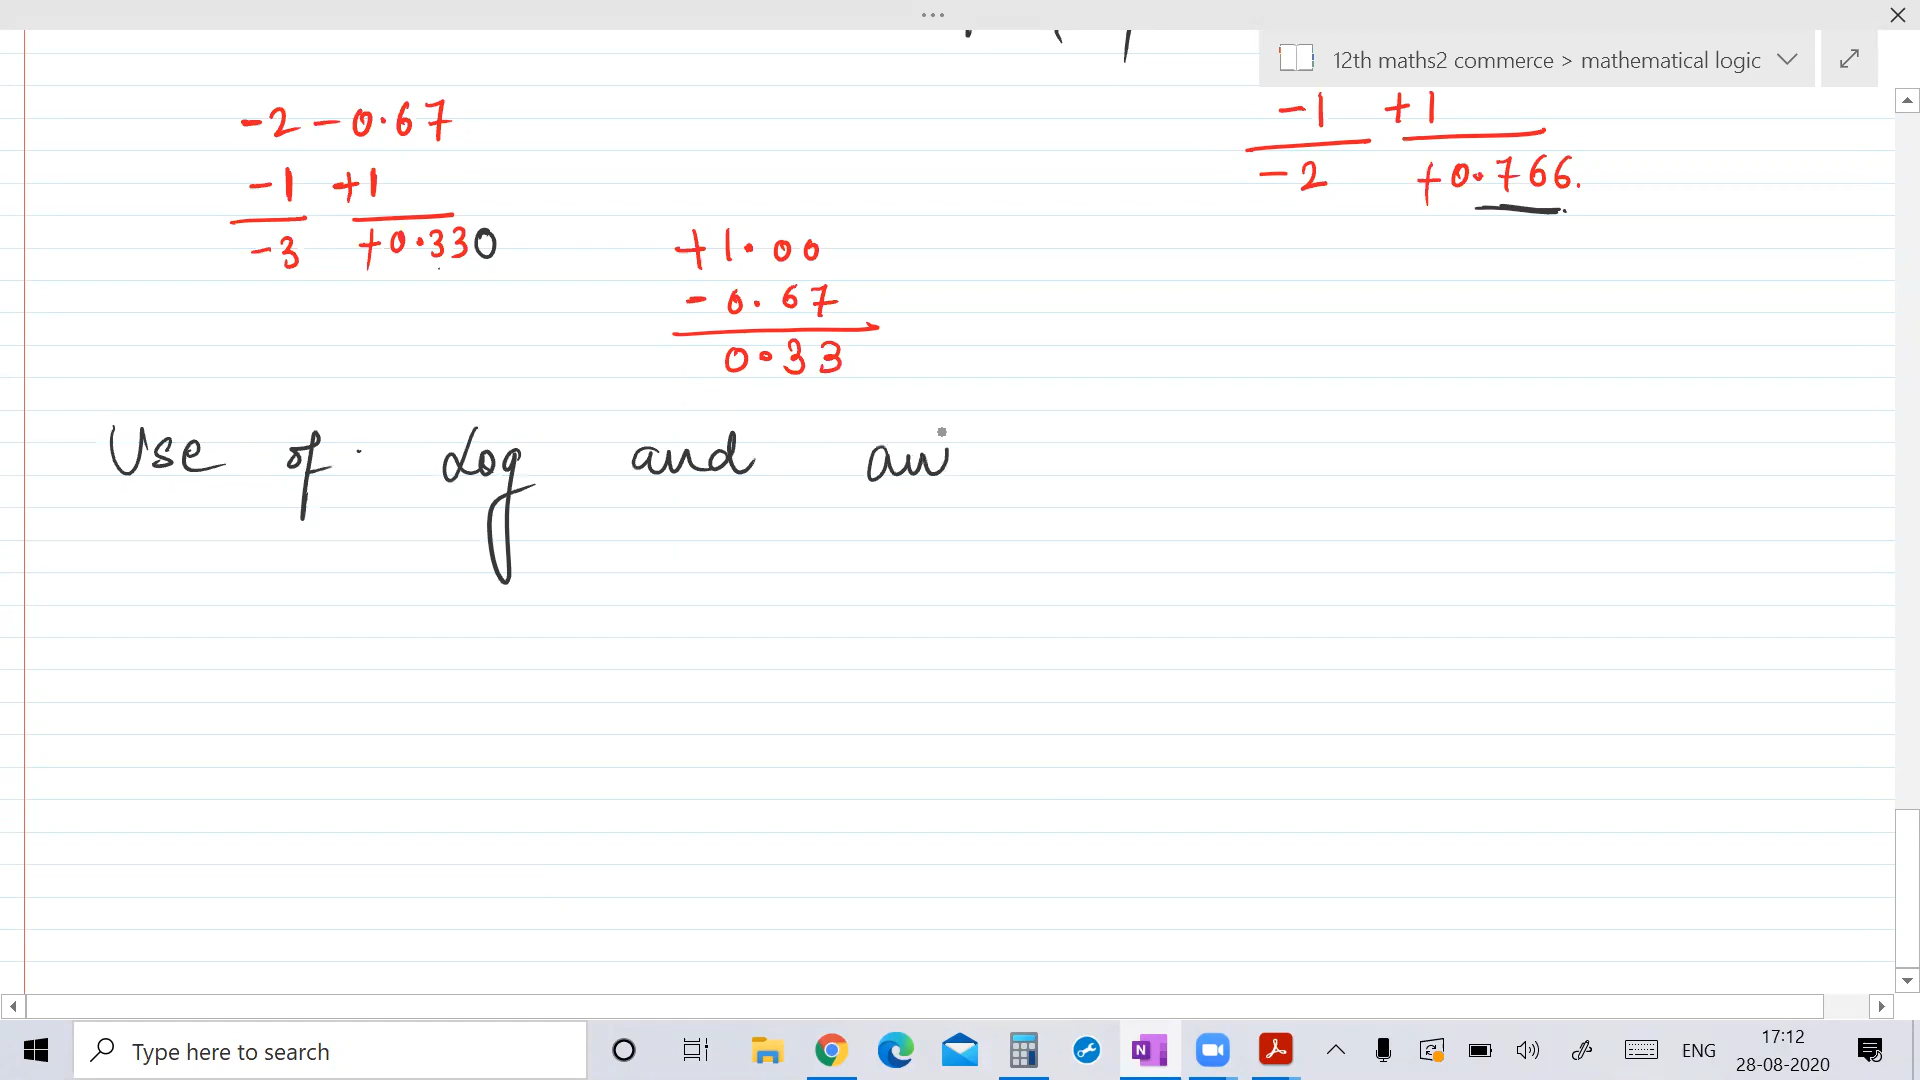 12th maths2 commerce > mathematical logic
-2 -0.67
-1 +1
-3 +0.330
-1 +1
-2 +0.766.
+1.00
-0.67
0.33
Use of Log and
Type here to search
ENG
17:12
28-08-2020